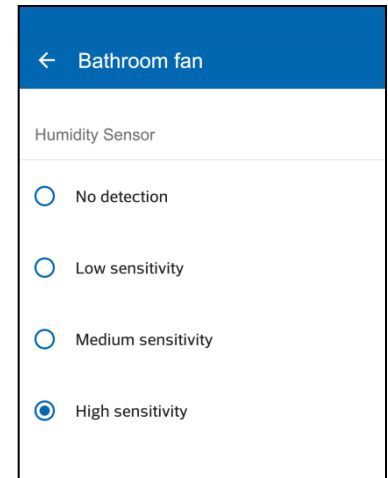 Bathroom fan
Humidity Sensor
No detection
Low sensitivity
Medium sensitivity
High sensitivity